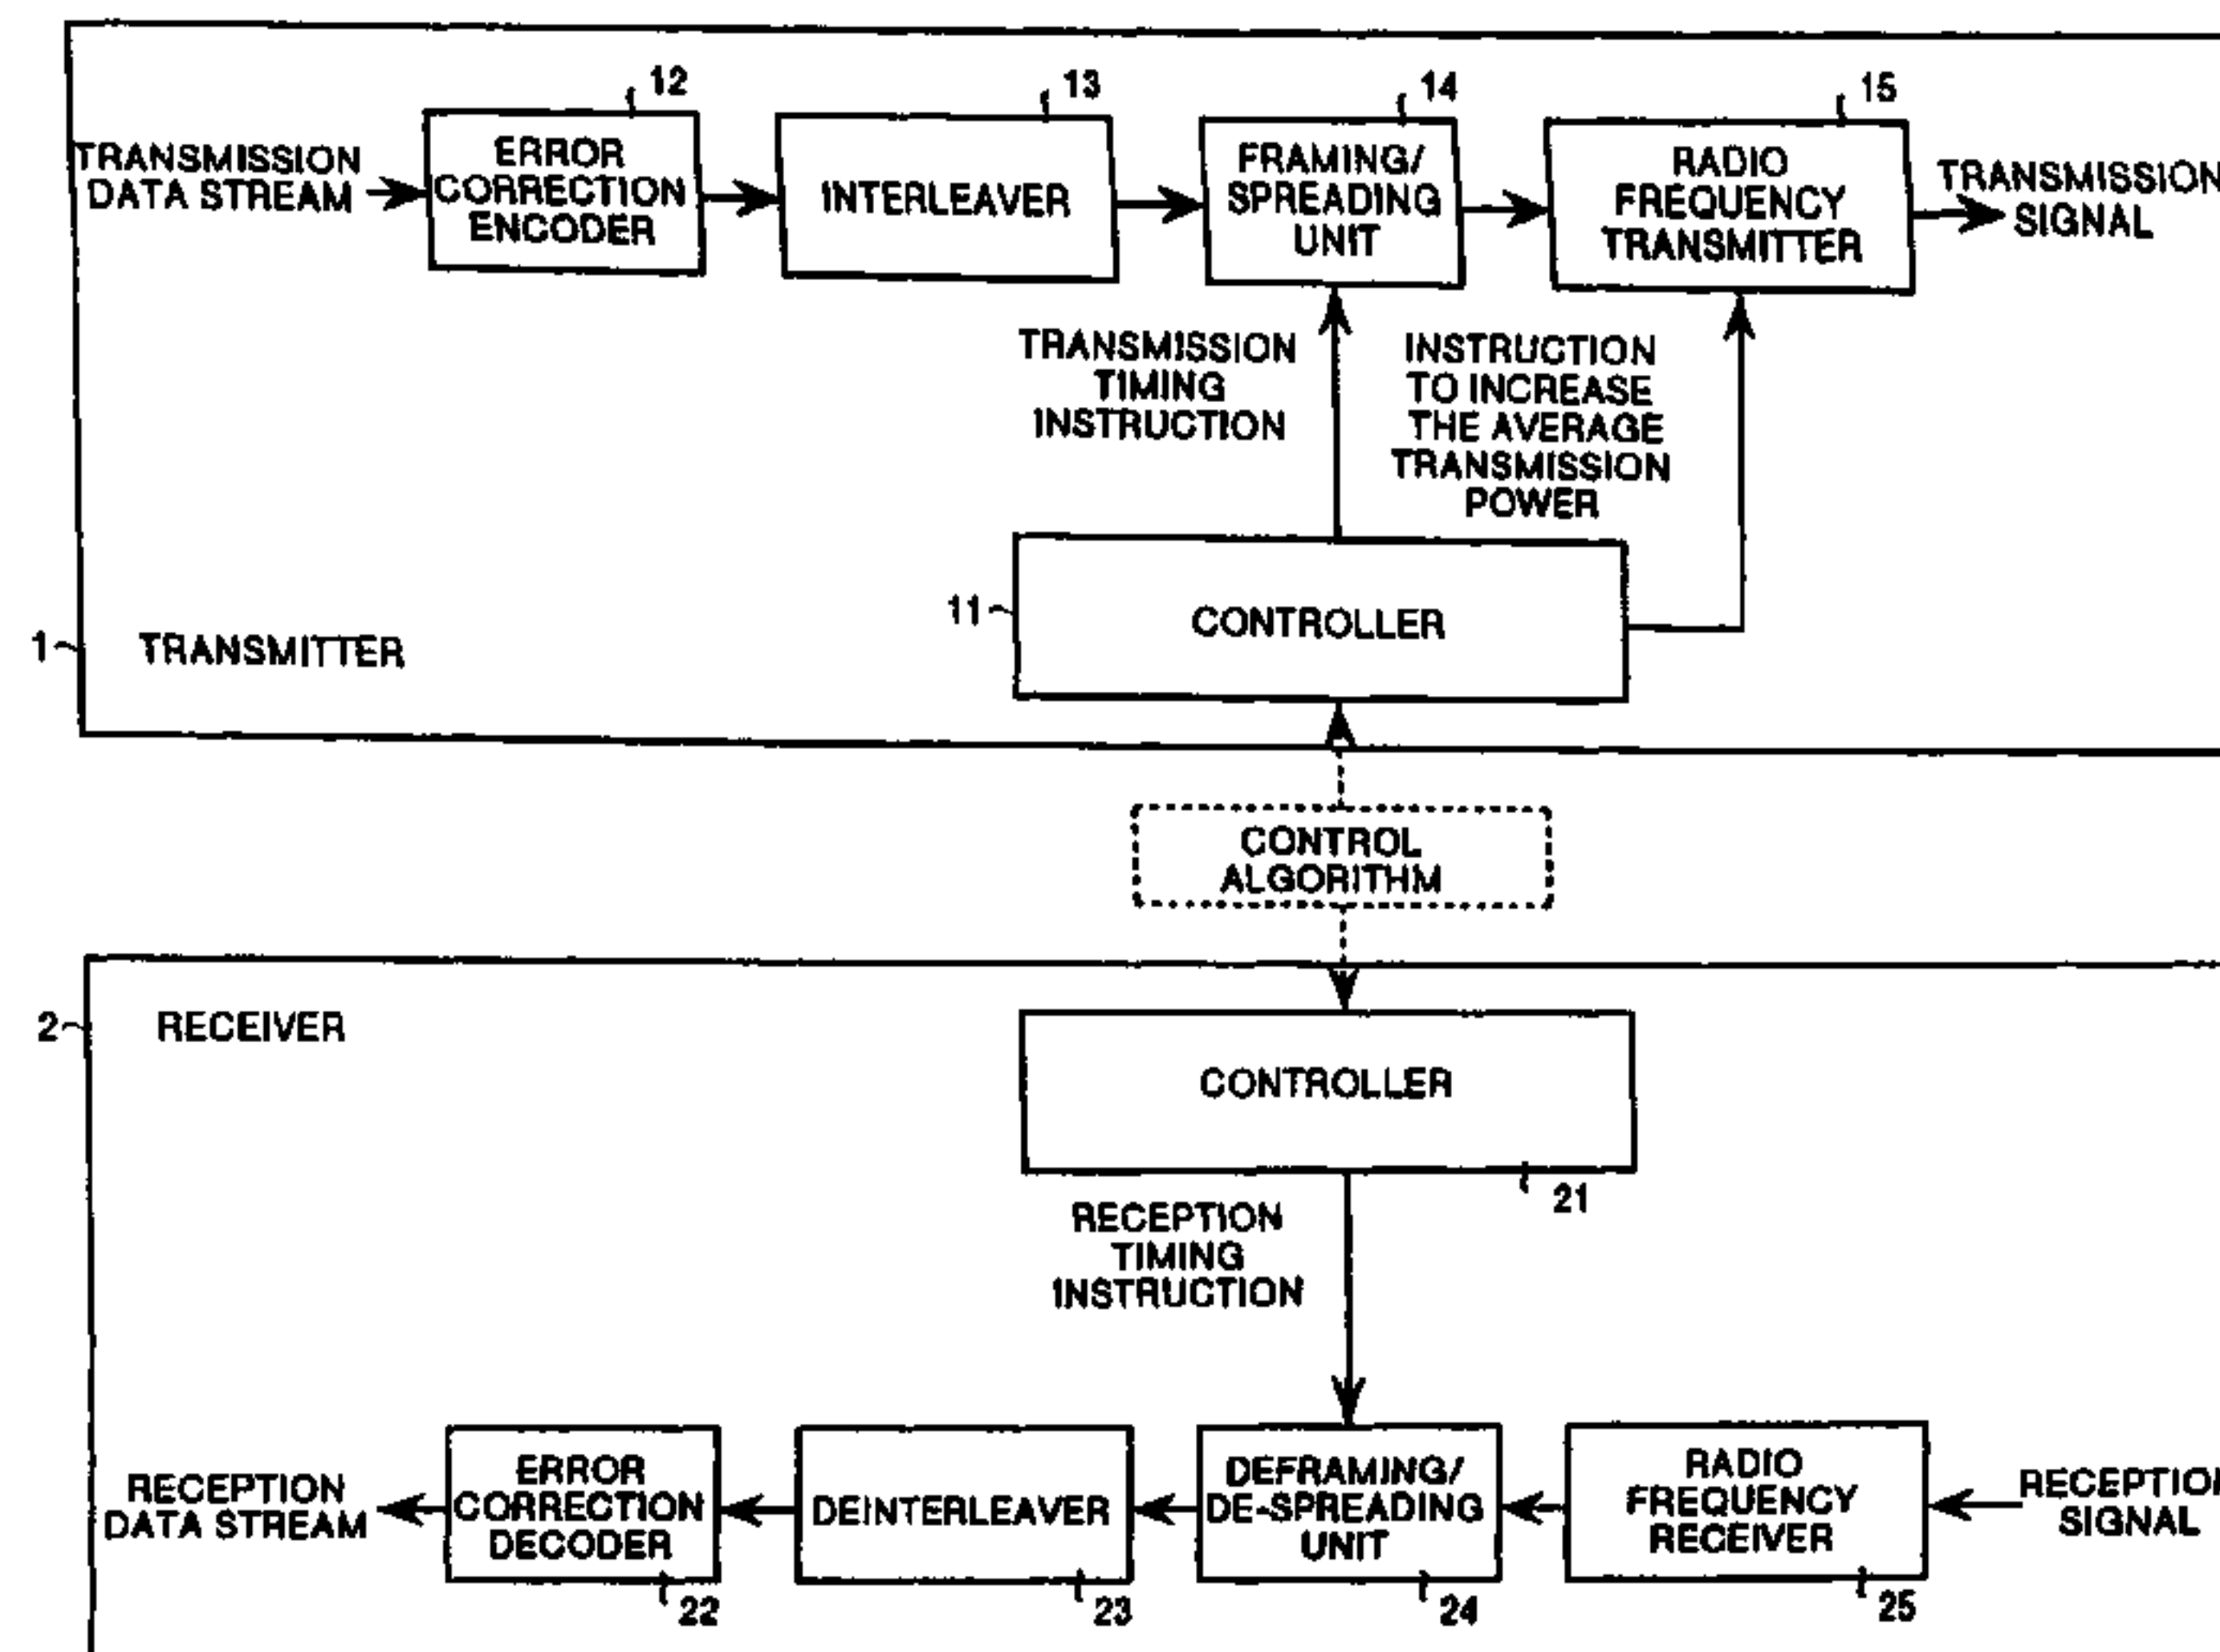 12
13
14
15
TRANSMISSION
DATA STREAM
ERROR
CORRECTION
ENCODER
INTERLEAVER
FRAMING/
SPREADING
UNIT
RADIO
FREQUENCY
TRANSMITTER
TRANSMISSION
SIGNAL
TRANSMISSION
TIMING
INSTRUCTION
INSTRUCTION
TO INCREASE
THE AVERAGE
TRANSMISSION
POWER
11
CONTROLLER
1
TRANSMITTER
CONTROL
ALGORITHM
2
RECEIVER
CONTROLLER
21
RECEPTION
TIMING
INSTRUCTION
RECEPTION
DATA STREAM
ERROR
CORRECTION
DECODER
DEINTERLEAVER
DEFRAMING/
DE-SPREADING
UNIT
RADIO
FREQUENCY
RECEIVER
RECEPTION
SIGNAL
22
23
24
25